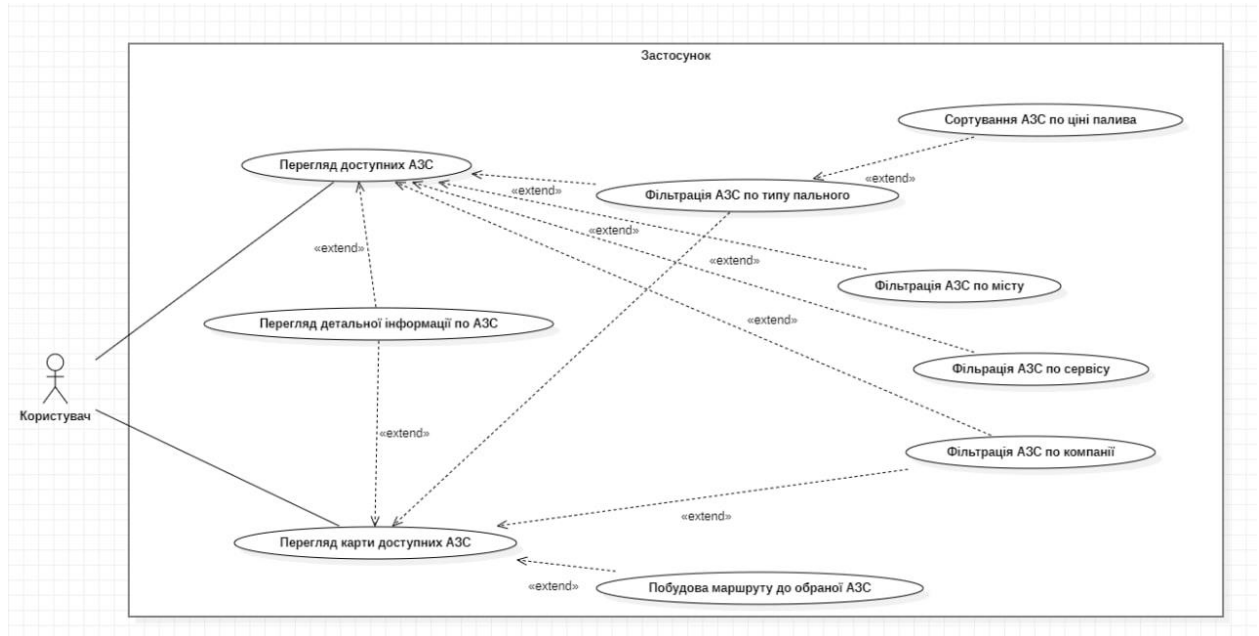 Застосунок
Сортування АЗС по ціні палива
Перегляд доступних АЗС
«extend»
«extend»
Фільтрація АЗС по типу пального
«extend»
«extend»
«extend»
Фільтрація АЗС по місту
Перегляд детальної інформації по АЗС
«extend»
Фільрація АЗС по сервісу
Користувач
«extend»
Фільтрація АЗС по компанії
«extend»
Перегляд карти доступних АЗС
«extend»
Побудова маршруту до обраної АЗС